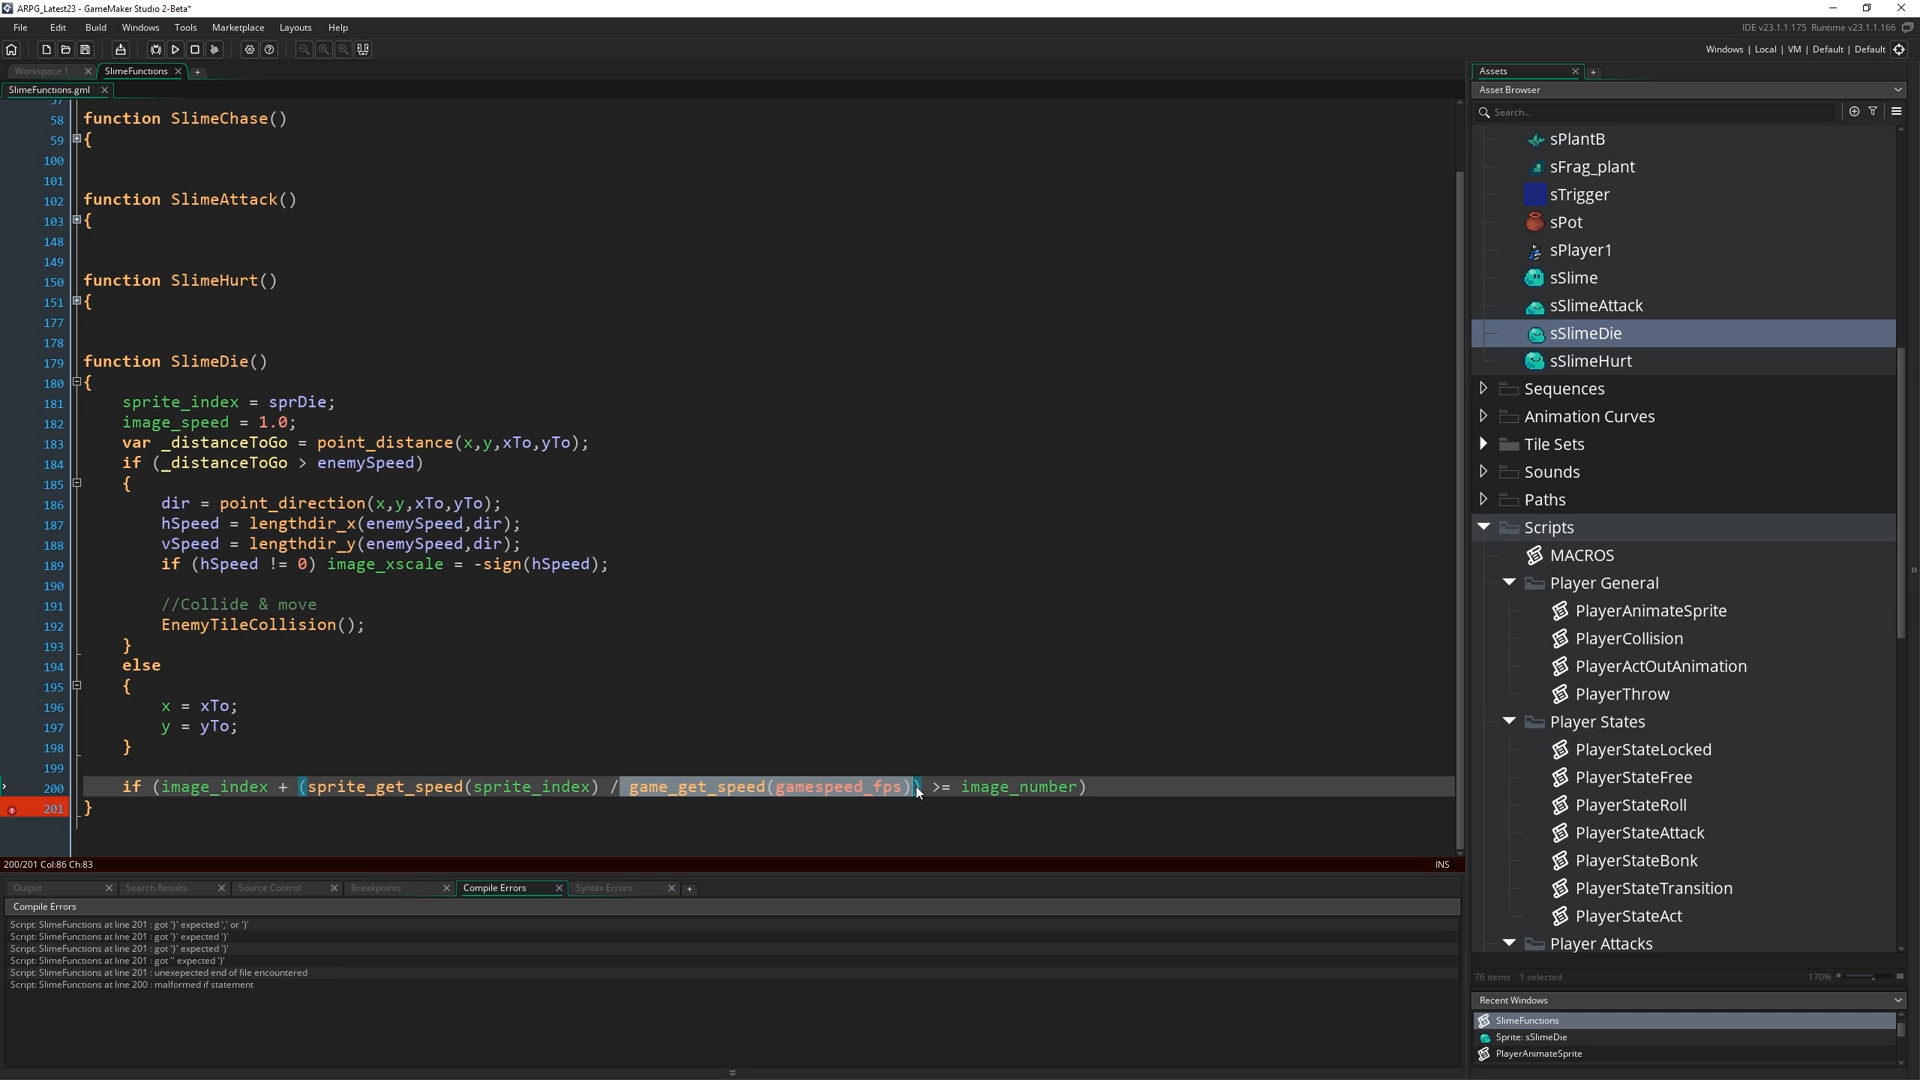 ARPG_Latest23 - GameMaker Studio 2-Beta*
File Edit Build Windows Tools Marketplace Layouts Help
IDE v23.1.1.175 Runtime v23.1.1.166
Windows | Local | VM | Default | Default
Workspace 1 SlimeFunctions
SlimeFunctions.gml
57
58 function SlimeChase()
59 {
100
101
102 function SlimeAttack()
103 {
148
149
150 function SlimeHurt()
151 {
177
178
179 function SlimeDie()
180 {
181 sprite_index = sprDie;
182 image_speed = 1.0;
183 var _distanceToGo = point_distance(x,y,xTo,yTo);
184 if (_distanceToGo > enemySpeed)
185 {
186 dir = point_direction(x,y,xTo,yTo);
187 hSpeed = lengthdir_x(enemySpeed,dir);
188 vSpeed = lengthdir_y(enemySpeed,dir);
189 if (hSpeed != 0) image_xscale = -sign(hSpeed);
190
191 //Collide & move
192 EnemyTileCollision();
193 }
194 else
195 {
196 x = xTo;
197 y = yTo;
198 }
199
200 if (image_index + (sprite_get_speed(sprite_index) / game_get_speed(gamespeed_fps)) >= image_number)
201 }
200/201 Col:86 Ch:83
INS
Output Search Results Source Control Breakpoints Compile Errors Syntax Errors
Compile Errors
Script: SlimeFunctions at line 201 : got '}' expected ',' or ')'
Script: SlimeFunctions at line 201 : got '}' expected ')'
Script: SlimeFunctions at line 201 : got '}' expected ')'
Script: SlimeFunctions at line 201 : got '' expected ')'
Script: SlimeFunctions at line 201 : unexepected end of file encountered
Script: SlimeFunctions at line 200 : malformed if statement
Assets
Asset Browser
Search...
sPlantB
sFrag_plant
sTrigger
sPot
sPlayer1
sSlime
sSlimeAttack
sSlimeDie
sSlimeHurt
Sequences
Animation Curves
Tile Sets
Sounds
Paths
Scripts
MACROS
Player General
PlayerAnimateSprite
PlayerCollision
PlayerActOutAnimation
PlayerThrow
Player States
PlayerStateLocked
PlayerStateFree
PlayerStateRoll
PlayerStateAttack
PlayerStateBonk
PlayerStateTransition
PlayerStateAct
Player Attacks
76 items 1 selected
170%
Recent Windows
SlimeFunctions
Sprite: sSlimeDie
PlayerAnimateSprite